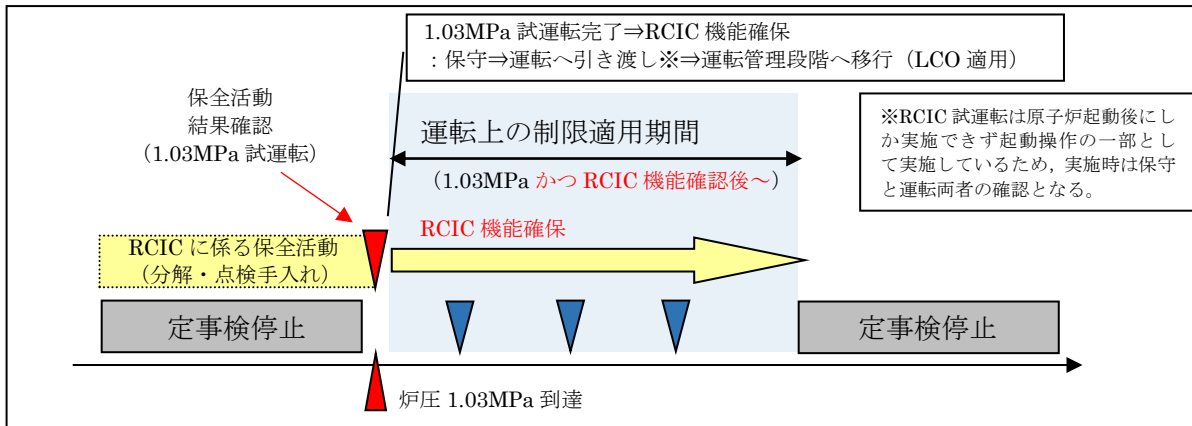 1.03MPa 試運転完了⇒RCIC 機能確保
：保守⇒運転へ引き渡し※⇒運転管理段階へ移行（LCO 適用）
保全活動
結果確認
（1.03MPa 試運転）
運転上の制限適用期間
（1.03MPa かつ RCIC 機能確認後～）
※RCIC 試運転は原子炉起動後にし
か実施できず起動操作の一部とし
て実施しているため，実施時は保守
と運転両者の確認となる。
RCIC 機能確保
RCIC に係る保全活動
（分解・点検手入れ）
定事検停止
定事検停止
炉圧 1.03MPa 到達